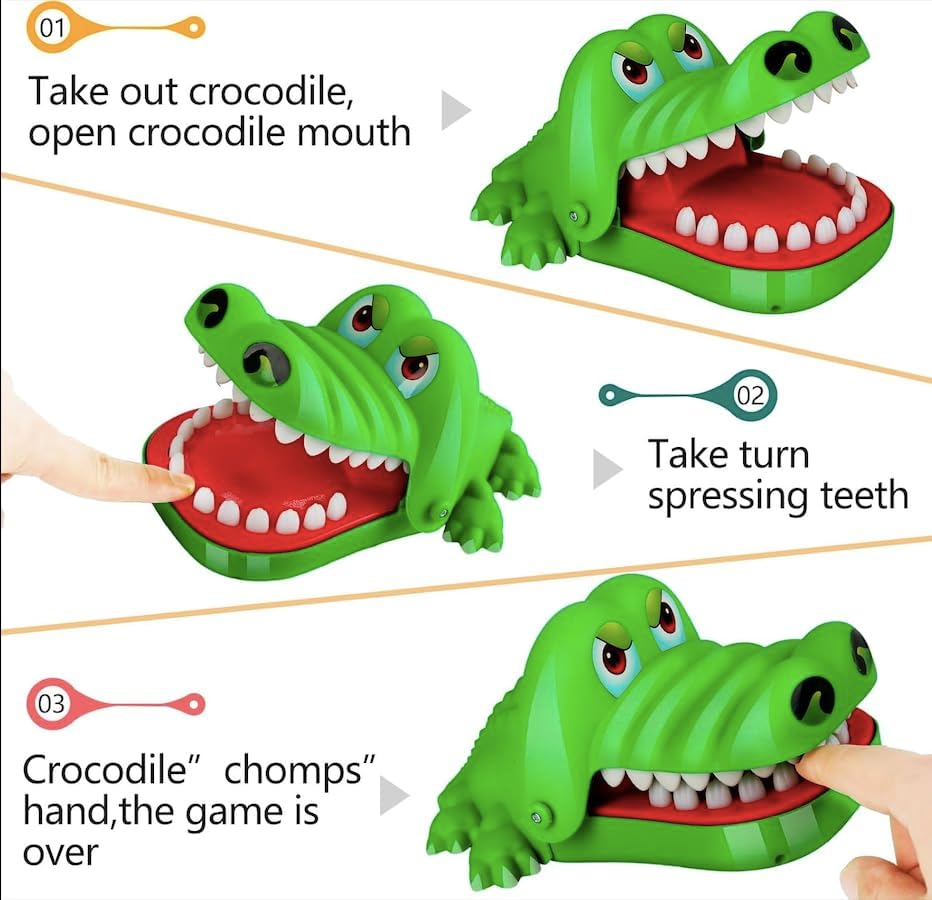 01
Take out crocodile,
open crocodile mouth
02
Take turn
spressing teeth
03
Crocodile” chomps”
hand,the game is
over